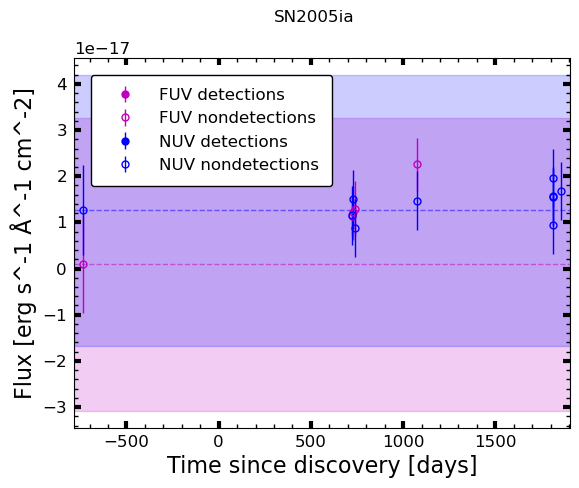 SN2005ia
1e−17
FUV detections
FUV nondetections
NUV detections
NUV nondetections
4
3
2
1
0
−1
−2
−3
Flux [erg s^-1 Å^-1 cm^-2]
−500 0 500 1000 1500
Time since discovery [days]